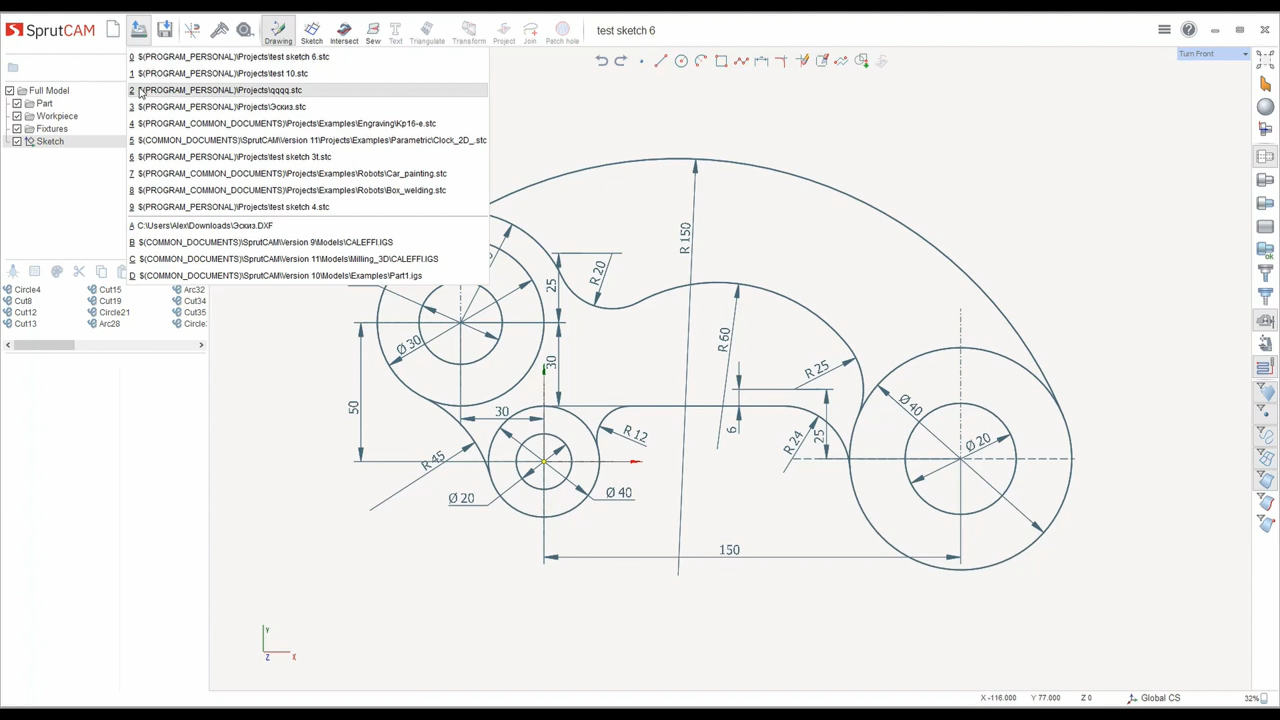 SprutCAM
Drawing
Sketch
Intersect
Sew
Text
Triangulate
Transform
Project
Join
Patch hole
test sketch 6
Turn Front
0 $(PROGRAM_PERSONAL)\Projects\test sketch 6.stc
1 $(PROGRAM_PERSONAL)\Projects\test 10.stc
2 $(PROGRAM_PERSONAL)\Projects\qqqq.stc
3 $(PROGRAM_PERSONAL)\Projects\Эскиз.stc
4 $(PROGRAM_COMMON_DOCUMENTS)\Projects\Examples\Engraving\Kp16-e.stc
5 $(COMMON_DOCUMENTS)\SprutCAM\Version 11\Projects\Examples\Parametric\Clock_2D_.stc
6 $(PROGRAM_PERSONAL)\Projects\test sketch 3t.stc
7 $(PROGRAM_COMMON_DOCUMENTS)\Projects\Examples\Robots\Car_painting.stc
8 $(PROGRAM_COMMON_DOCUMENTS)\Projects\Examples\Robots\Box_welding.stc
9 $(PROGRAM_PERSONAL)\Projects\test sketch 4.stc
A C:\Users\Alex\Downloads\Эскиз.DXF
B $(COMMON_DOCUMENTS)\SprutCAM\Version 9\Models\CALEFFI.IGS
C $(COMMON_DOCUMENTS)\SprutCAM\Version 11\Models\Milling_3D\CALEFFI.IGS
D $(COMMON_DOCUMENTS)\SprutCAM\Version 10\Models\Examples\Part1.igs
Full Model
Part
Workpiece
Fixtures
Sketch
Circle4 Cut15 Arc32
Cut8 Cut19 Cut34
Cut12 Circle21 Cut35
Cut13 Arc28 Circle
R 150
R 20
25
R 60
Ø 30
30
R 25
50
30
6
R 12
R 24
25
Ø 40
Ø 20
R 45
Ø 20
Ø 40
150
Y
Z
X
X -116.000 Y 77.000 Z 0 Global CS 32%